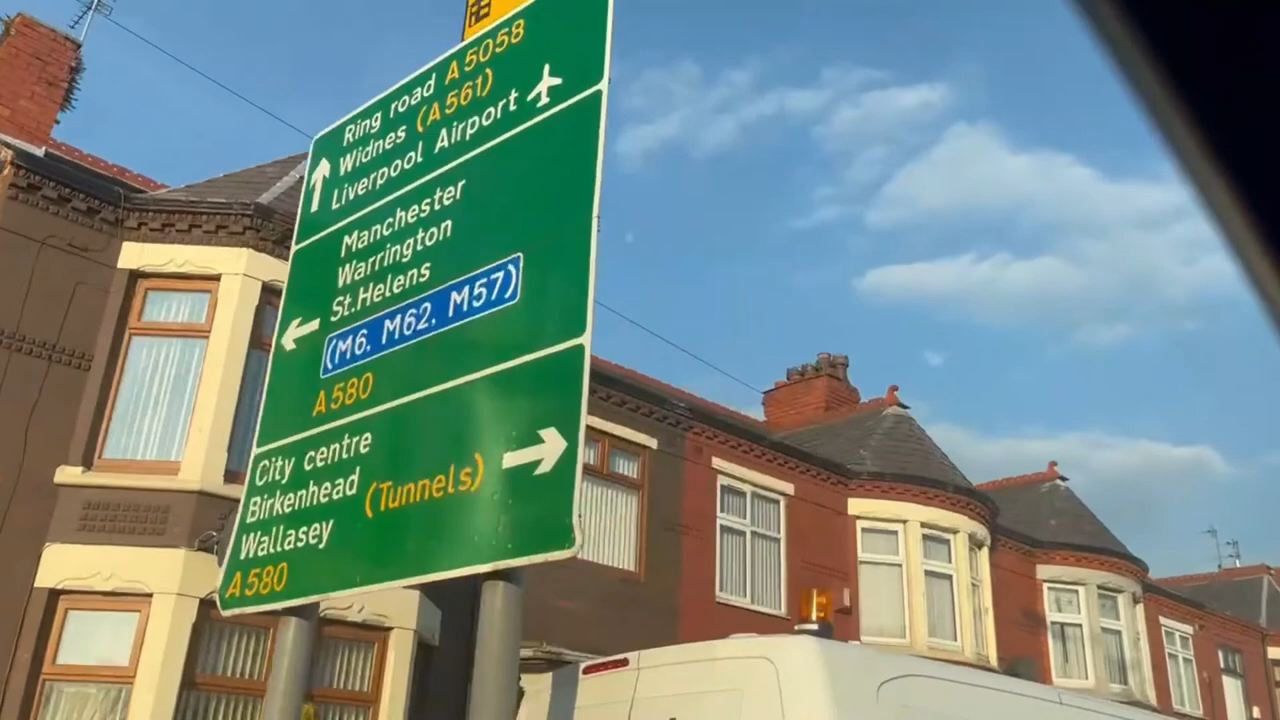 Ring road A5058
Widnes (A561)
Liverpool Airport
Manchester
Warrington
St.Helens
(M6, M62, M57)
A580
City centre
Birkenhead (Tunnels)
Wallasey
A580